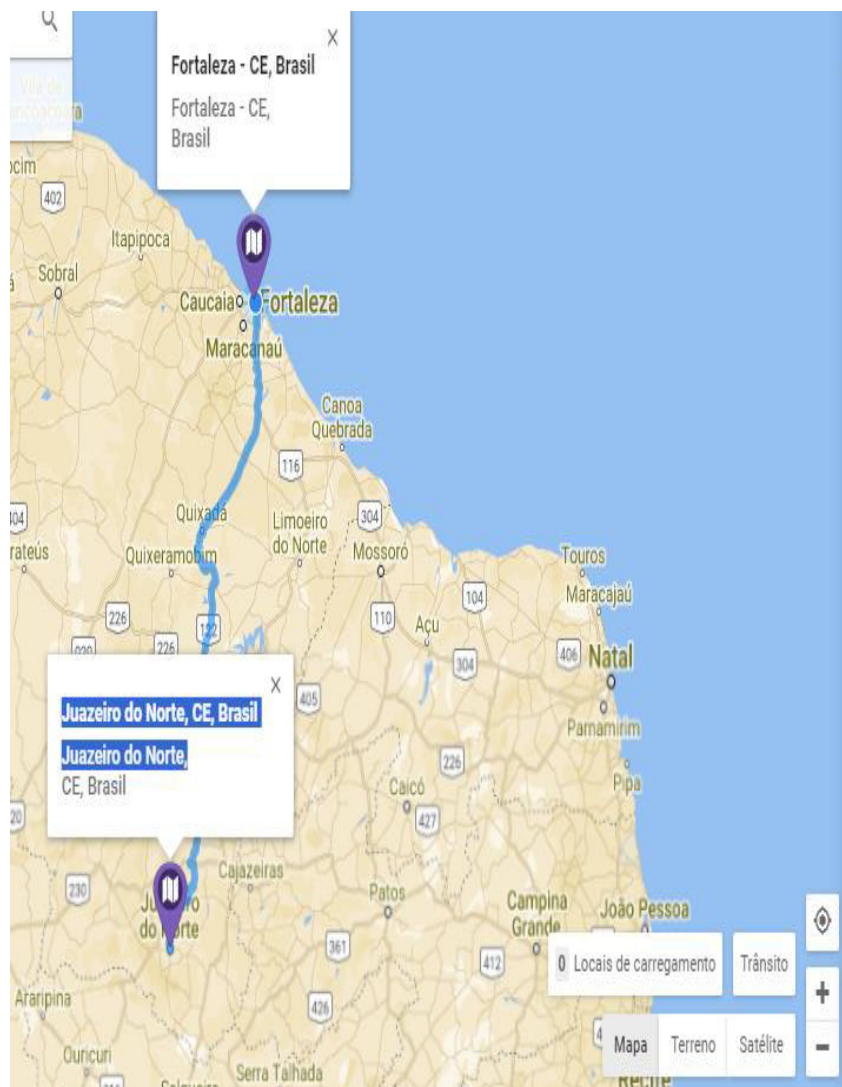 Fortaleza - CE, Brasil
Fortaleza - CE,
Brasil
402
Itapipoca
Sobral
Caucaia
Fortaleza
Maracanaú
Canoa
Quebrada
116
Quixadá
304
Limoeiro
do Norte
Mossoró
Quixeramobim
Touros
Maracajaú
226
122
226
110
104
Açu
304
406
Natal
Parnamirim
Juazeiro do Norte, CE, Brasil
Juazeiro do Norte,
CE, Brasil
405
226
Pipa
Caicó
427
230
Cajazeiras
Patos
Campina
Grande
João Pessoa
do Norte
361
412
0 Locais de carregamento
Trânsito
Araripina
426
Mapa
Terreno
Satélite
Ouricuri
Serra Talhada
Recife